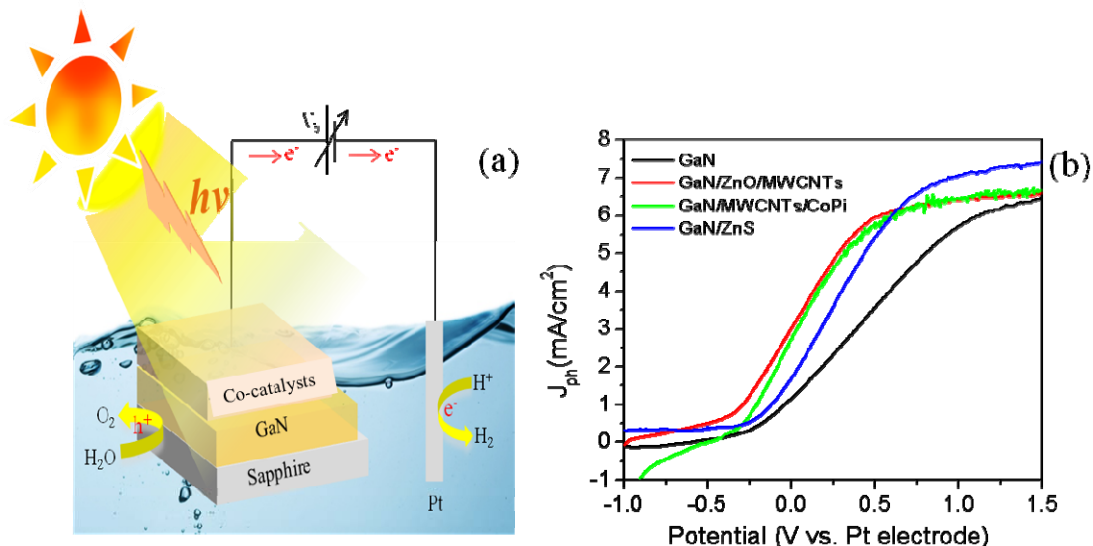 (a)
hν
e⁻
e⁻
Co-catalysts
GaN
Sapphire
O₂
h⁺
H₂O
H⁺
e⁻
H₂
Pt
(b)
GaN
GaN/ZnO/MWCNTs
GaN/MWCNTs/CoPi
GaN/ZnS
8
7
6
5
4
3
2
1
0
-1
J_ph (mA/cm²)
-1.0 -0.5 0.0 0.5 1.0 1.5
Potential (V vs. Pt electrode)